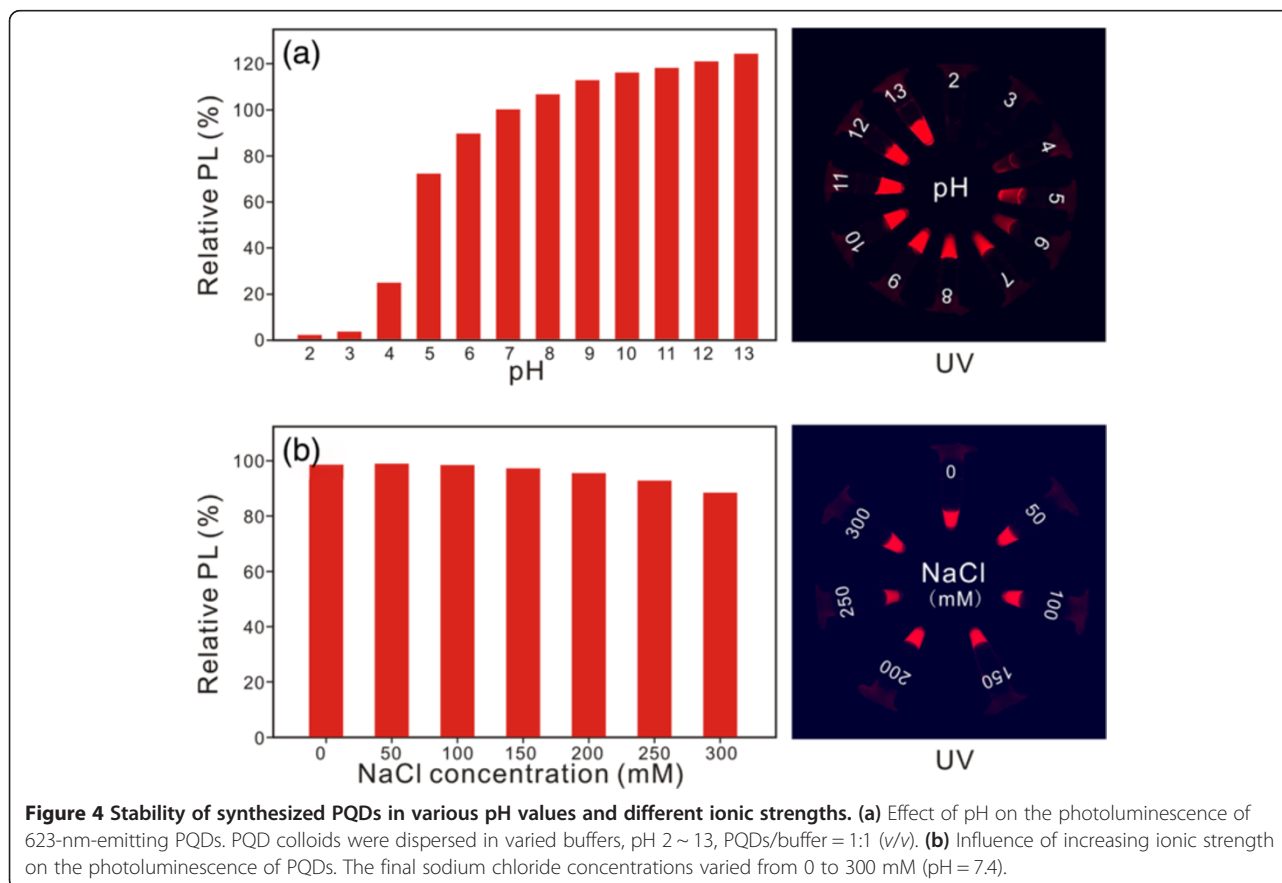 (a)
Relative PL (%)
120
100
80
60
40
20
0
2 3 4 5 6 7 8 9 10 11 12 13
pH
2
3
4
5
6
7
8
9
10
11
12
13
pH
UV
(b)
Relative PL (%)
100
80
60
40
20
0
0 50 100 150 200 250 300
NaCl concentration (mM)
0
50
100
150
200
250
300
NaCl
(mM)
UV
Figure 4 Stability of synthesized PQDs in various pH values and different ionic strengths. (a) Effect of pH on the photoluminescence of
623-nm-emitting PQDs. PQD colloids were dispersed in varied buffers, pH 2 ~ 13, PQDs/buffer = 1:1 (v/v). (b) Influence of increasing ionic strength
on the photoluminescence of PQDs. The final sodium chloride concentrations varied from 0 to 300 mM (pH = 7.4).